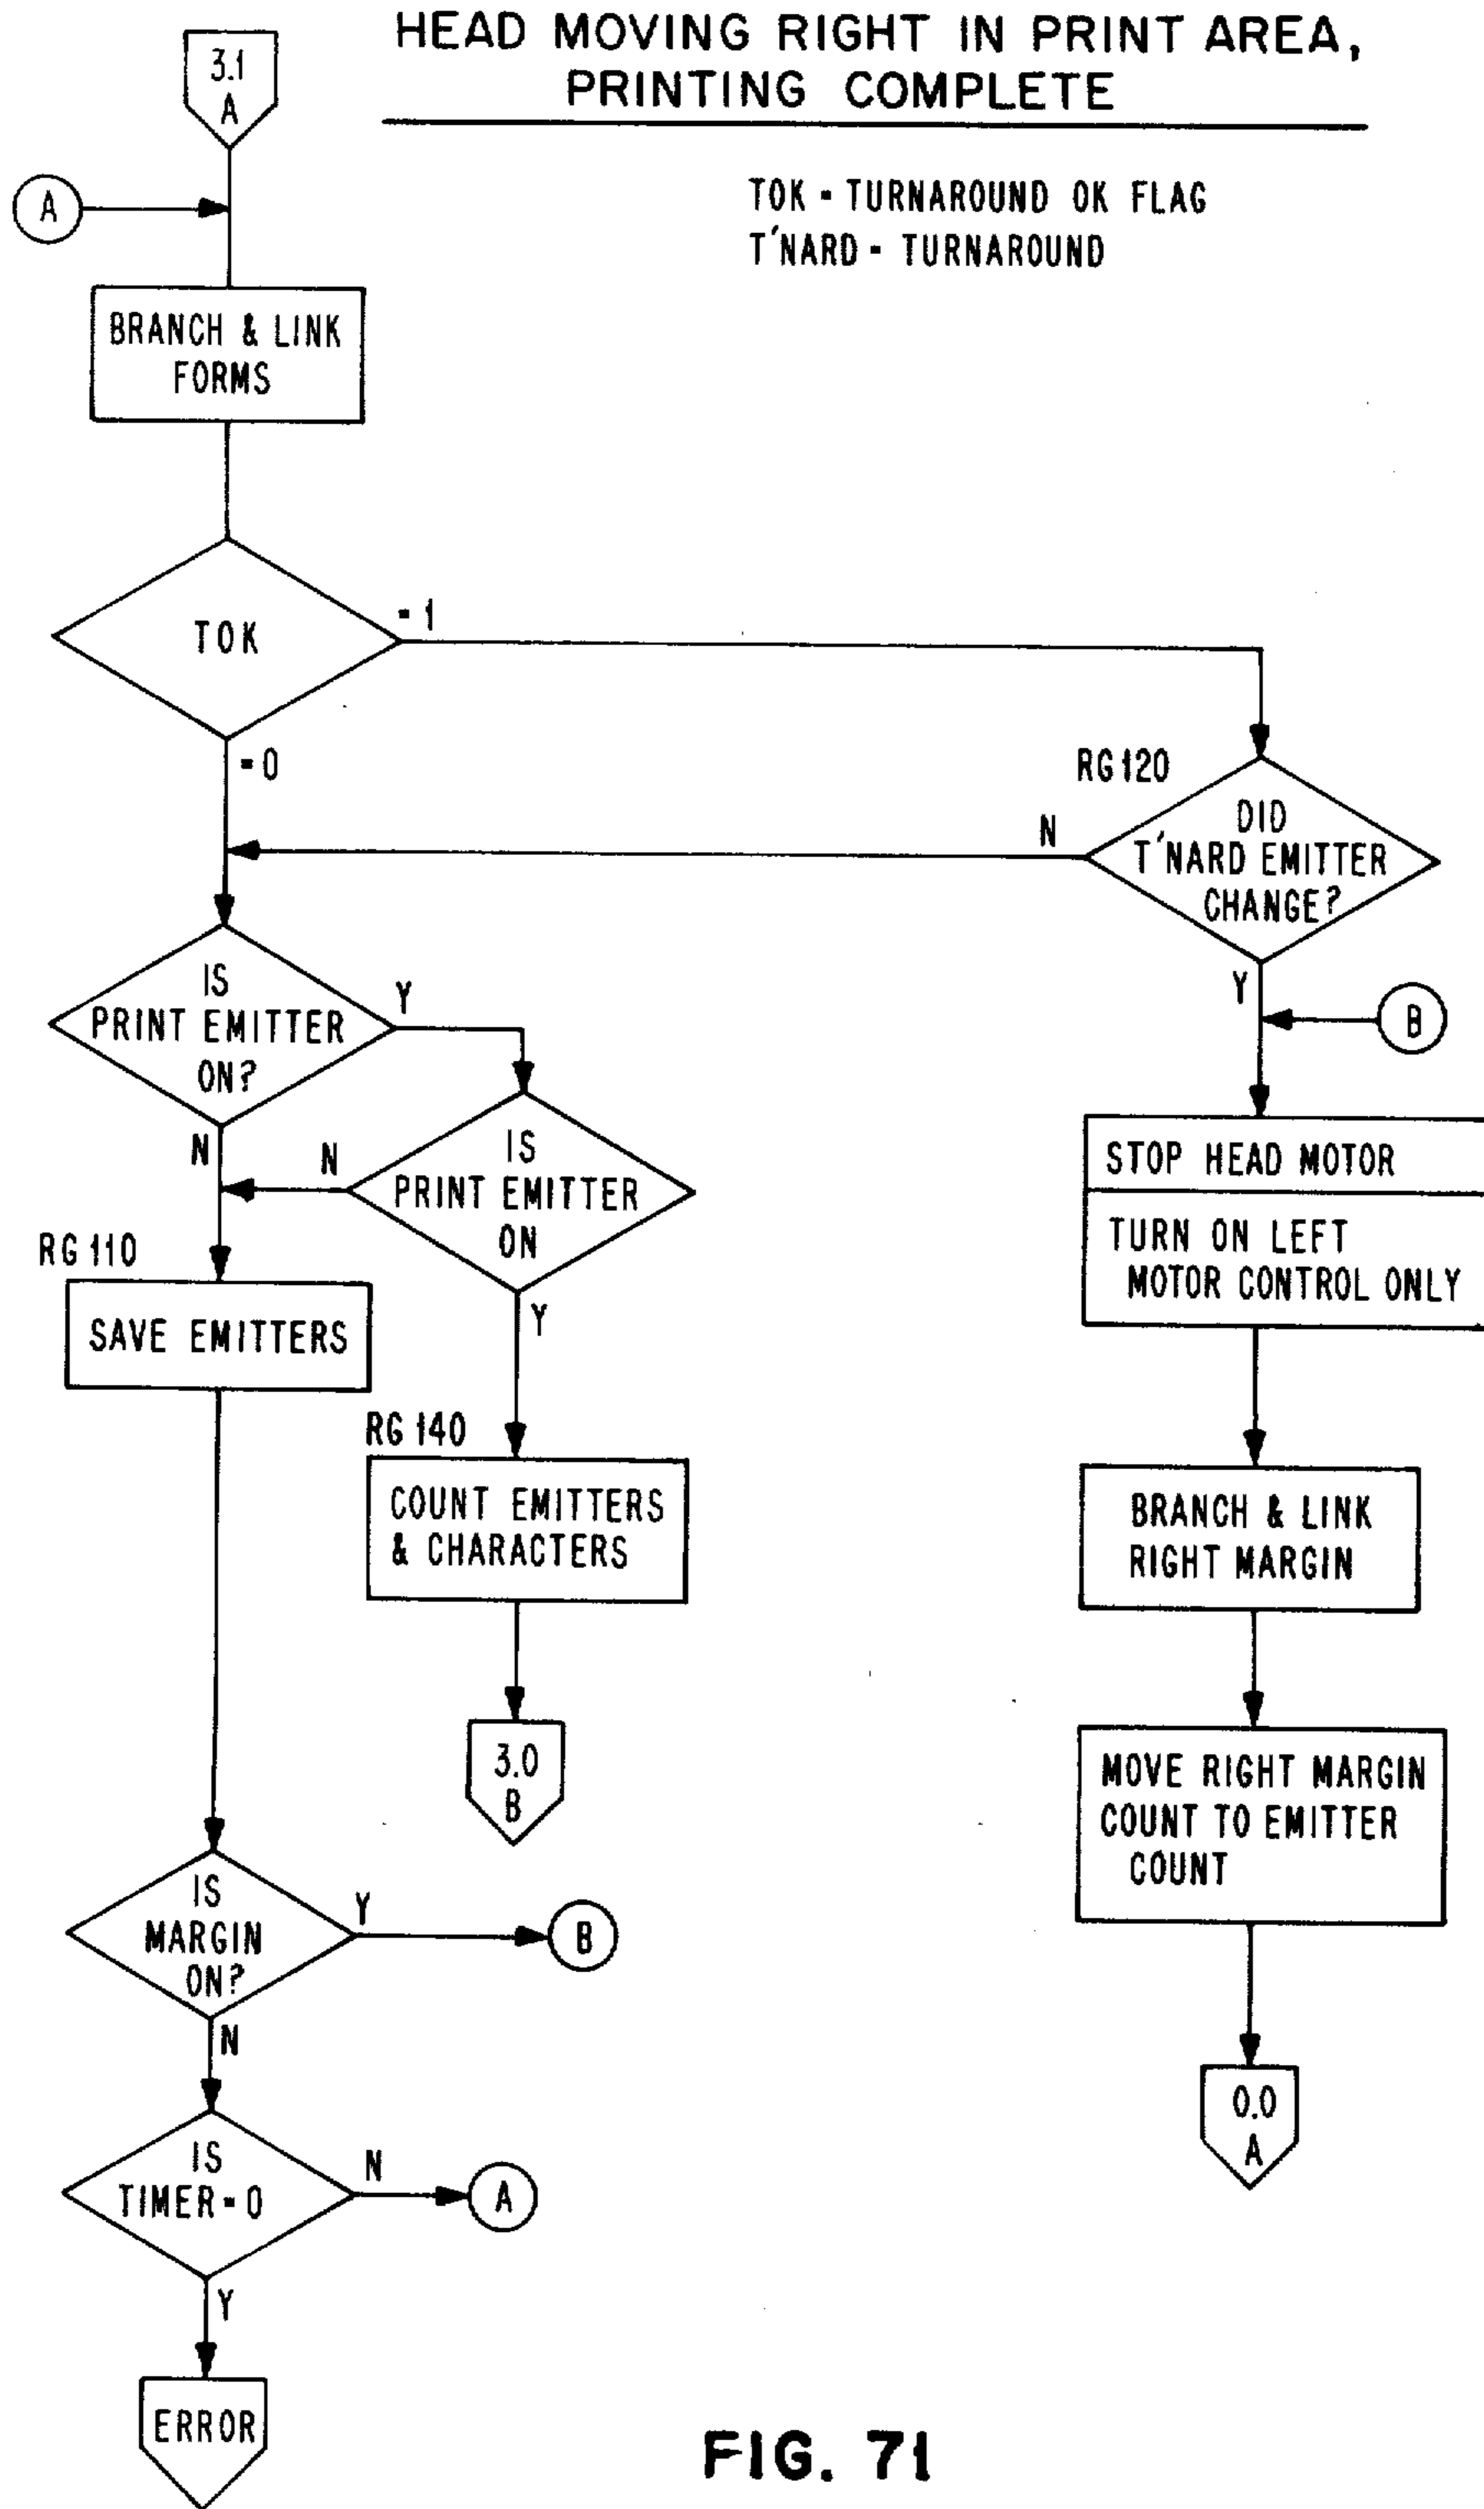 HEAD MOVING RIGHT IN PRINT AREA,
PRINTING COMPLETE
3.1
A
A
TOK = TURNAROUND OK FLAG
T'NARD = TURNAROUND
BRANCH & LINK
FORMS
TOK
= 1
= 0
RG 120
DID
T'NARD EMITTER
CHANGE?
N
Y
B
IS
PRINT EMITTER
ON?
Y
N
IS
PRINT EMITTER
ON
N
Y
STOP HEAD MOTOR
TURN ON LEFT
MOTOR CONTROL ONLY
RG 110
SAVE EMITTERS
RG 140
COUNT EMITTERS
& CHARACTERS
BRANCH & LINK
RIGHT MARGIN
3.0
B
MOVE RIGHT MARGIN
COUNT TO EMITTER
COUNT
IS
MARGIN
ON?
Y
B
N
0.0
A
IS
TIMER = 0
N
A
Y
ERROR
FIG. 71